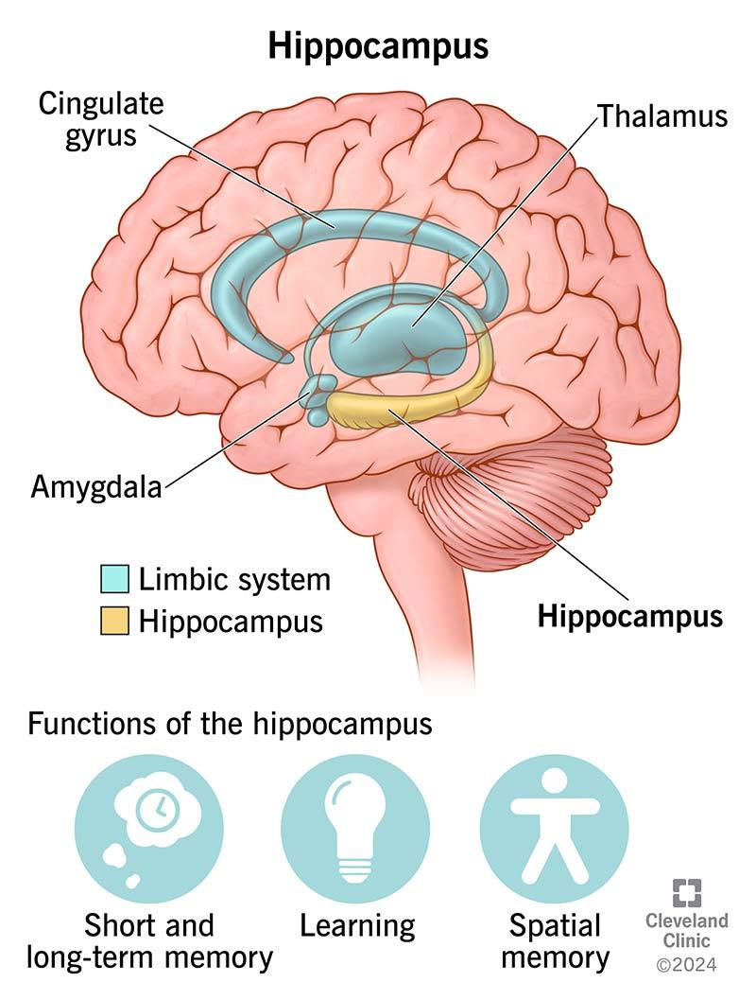 Hippocampus
Cingulate
gyrus
Thalamus
Amygdala
Limbic system
Hippocampus
Hippocampus
Functions of the hippocampus
Short and
long-term memory
Learning
Spatial
memory
Cleveland
Clinic
©2024